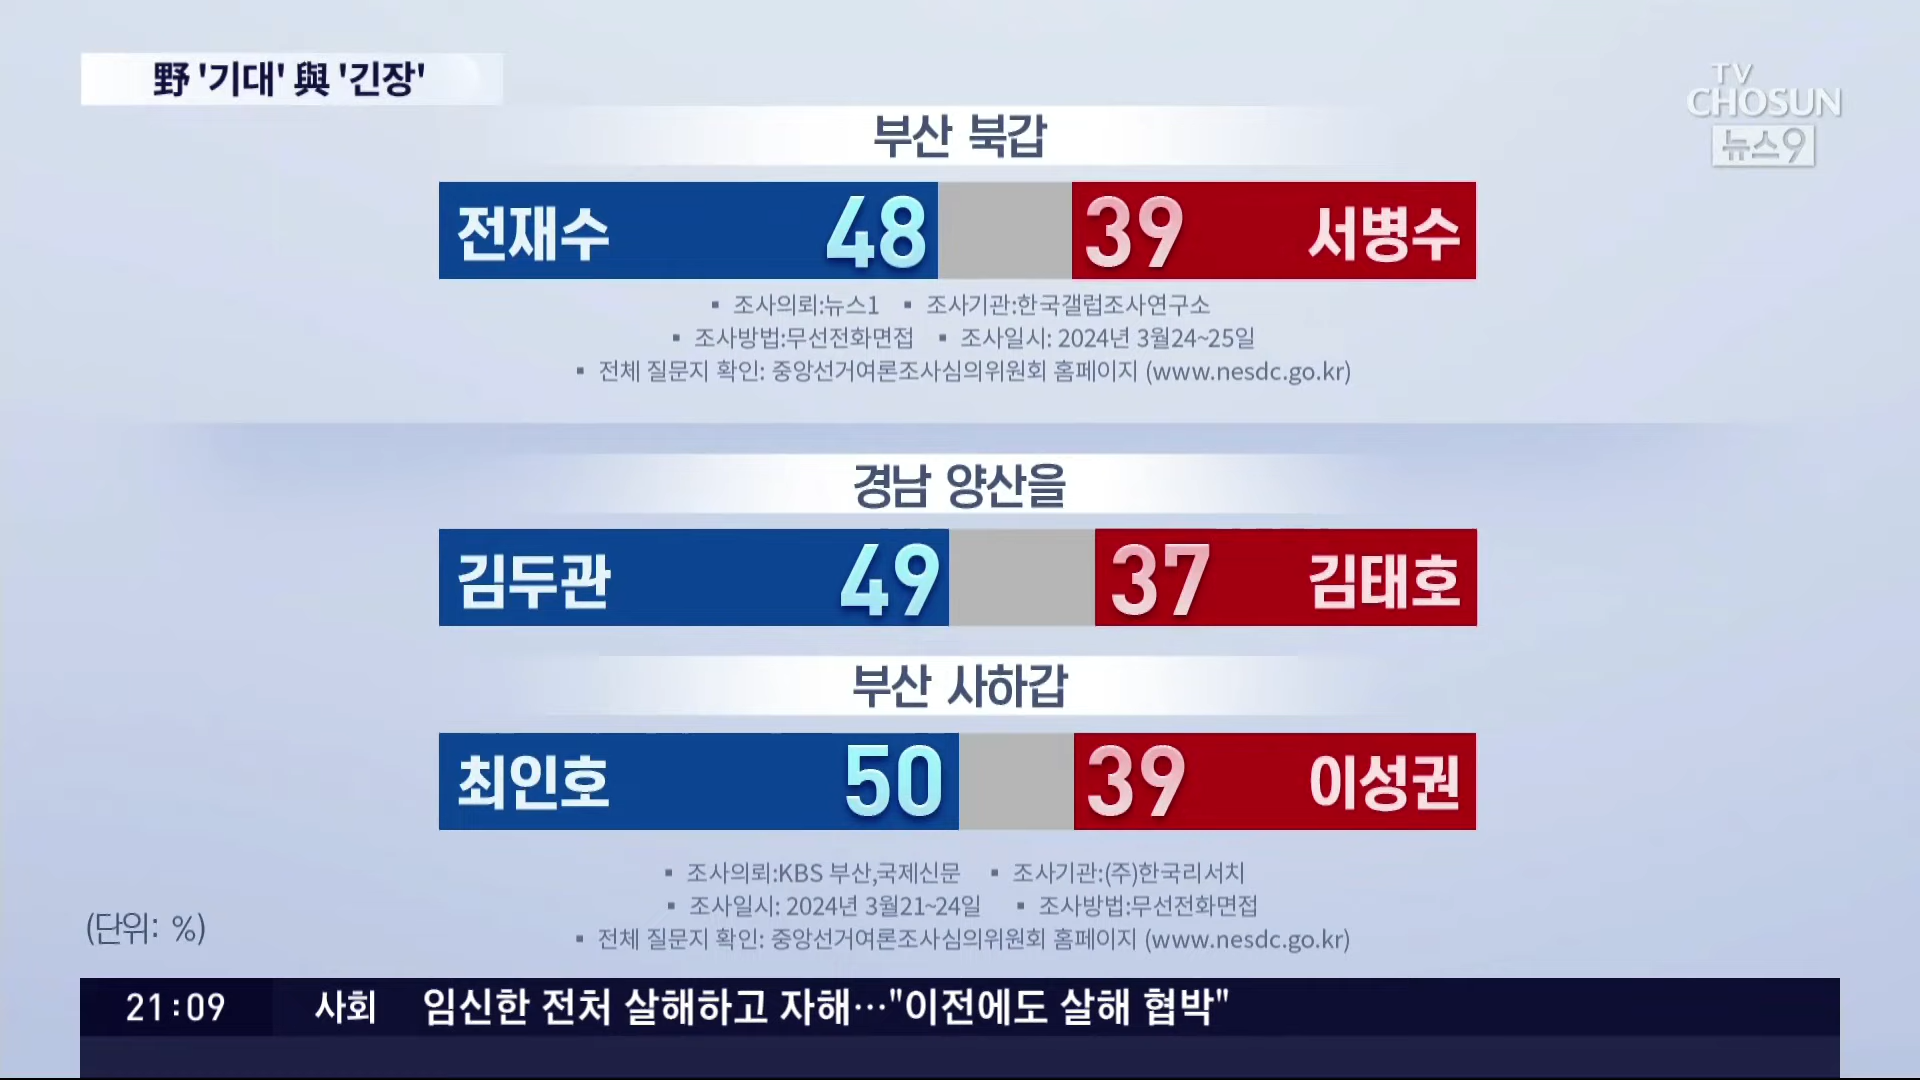 野 '기대' 與 '긴장'
TV
CHOSUN
뉴스9
부산 북갑
전재수 48 39 서병수
▪ 조사의뢰:뉴스1 ▪ 조사기관:한국갤럽조사연구소
▪ 조사방법:무선전화면접 ▪ 조사일시: 2024년 3월24~25일
▪ 전체 질문지 확인: 중앙선거여론조사심의위원회 홈페이지 (www.nesdc.go.kr)
경남 양산을
김두관 49 37 김태호
부산 사하갑
최인호 50 39 이성권
▪ 조사의뢰:KBS 부산,국제신문 ▪ 조사기관:(주)한국리서치
▪ 조사일시: 2024년 3월21~24일 ▪ 조사방법:무선전화면접
▪ 전체 질문지 확인: 중앙선거여론조사심의위원회 홈페이지 (www.nesdc.go.kr)
(단위: %)
21:09 사회 임신한 전처 살해하고 자해…"이전에도 살해 협박"